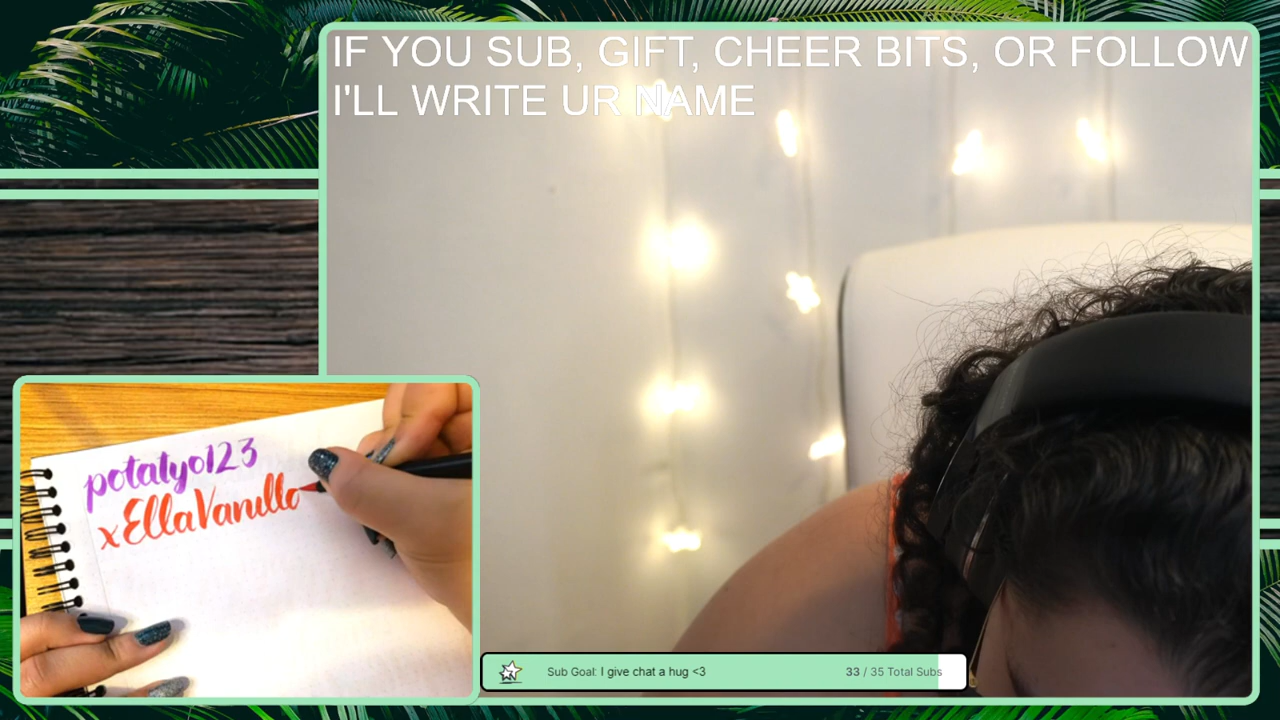 IF YOU SUB, GIFT, CHEER BITS, OR FOLLOW
I'LL WRITE UR NAME
potatyo123
xEllaVanilla
Sub Goal: I give chat a hug <3
33 / 35 Total Subs